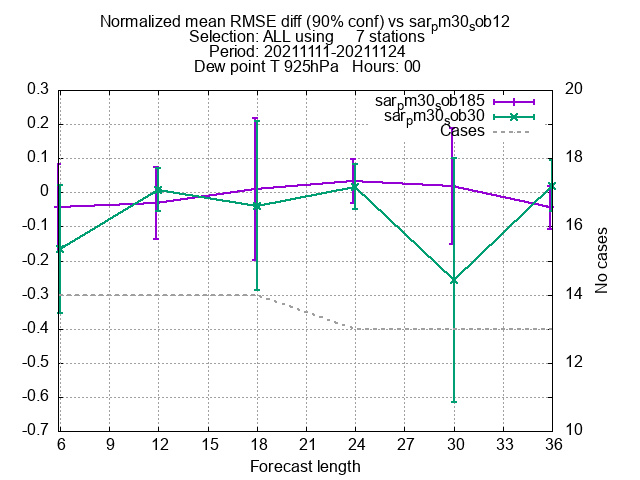 Normalized mean RMSE diff (90% conf) vs sarpm30sob12
Selection: ALL using 7 stations
Period: 20211111-20211124
Dew point T 925hPa Hours: 00
sarpm30sob185
sarpm30sob30
Cases
0.3
0.2
0.1
0
-0.1
-0.2
-0.3
-0.4
-0.5
-0.6
-0.7
20
18
16
14
12
10
No cases
6 9 12 15 18 21 24 27 30 33 36
Forecast length